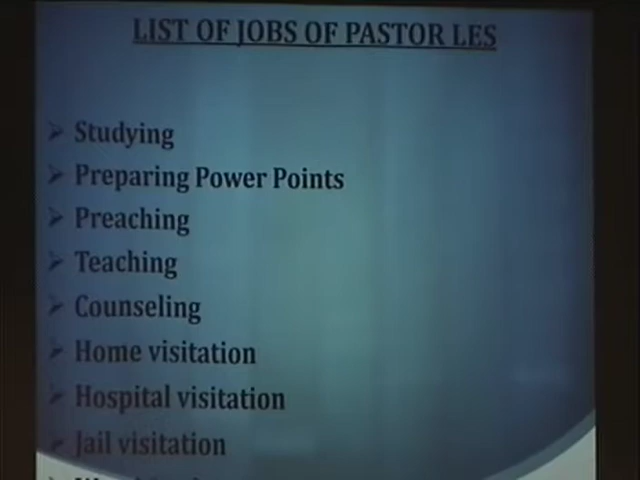 LIST OF JOBS OF PASTOR LES
Studying
Preparing Power Points
Preaching
Teaching
Counseling
Home visitation
Hospital visitation
Jail visitation